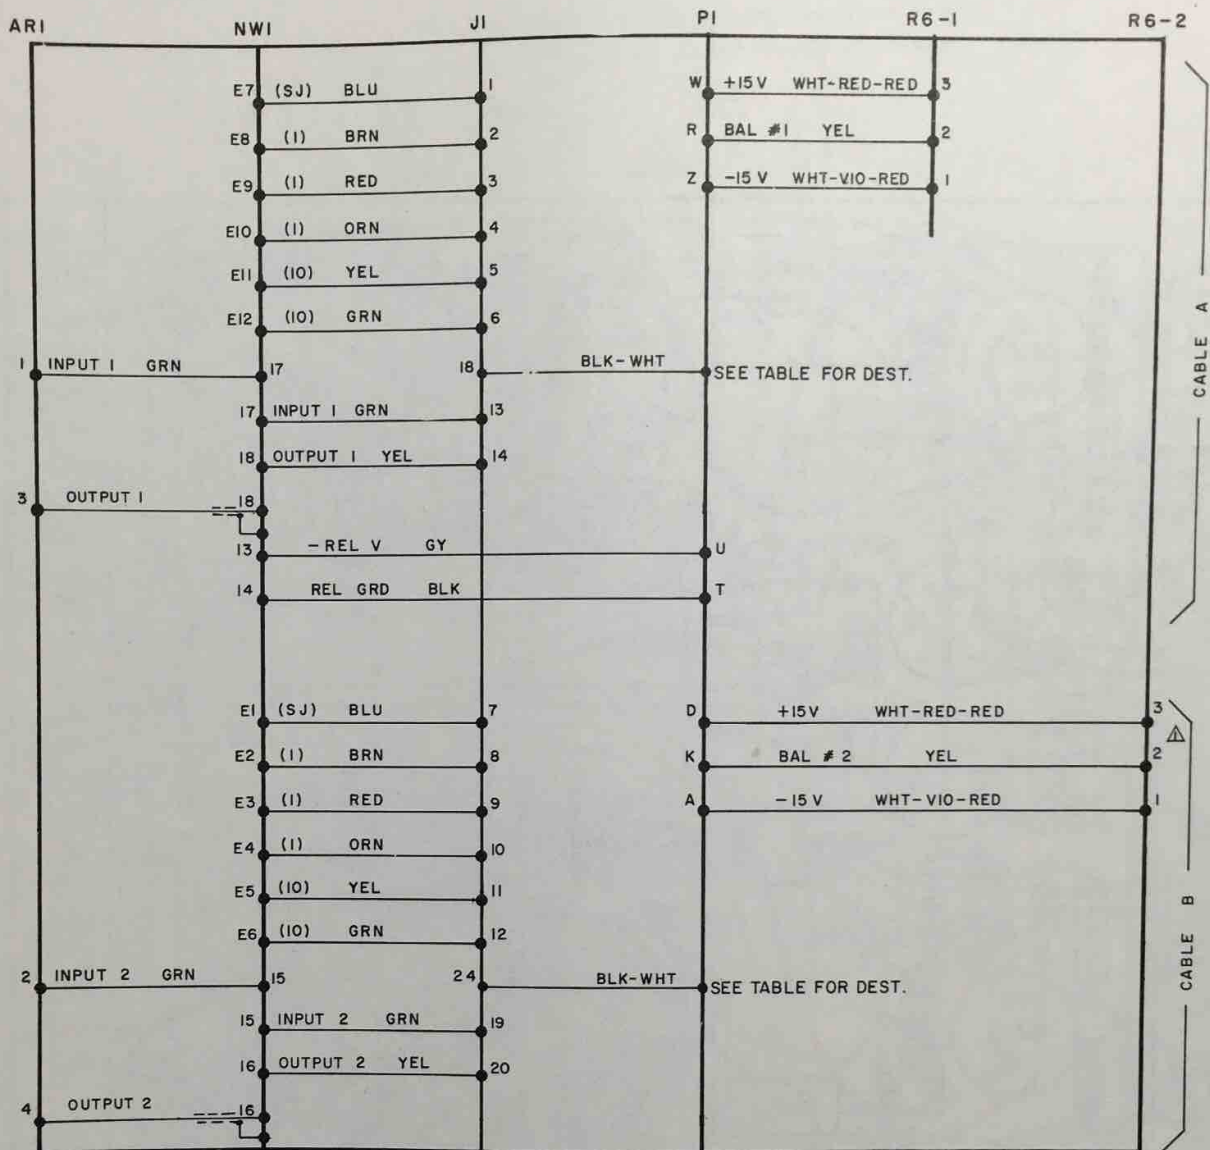 AR1 NW1 J1 P1 R6-1 R6-2
E7 (SJ) BLU 1 W +15V WHT-RED-RED 3
E8 (1) BRN 2 R BAL #1 YEL 2
E9 (1) RED 3 Z -15V WHT-VIO-RED 1
E10 (1) ORN 4
E11 (10) YEL 5
E12 (10) GRN 6
1 INPUT 1 GRN 17 18 BLK-WHT SEE TABLE FOR DEST.
17 INPUT 1 GRN 13
18 OUTPUT 1 YEL 14
3 OUTPUT 1 18
13 -REL V GY U
14 REL GRD BLK T
CABLE A
E1 (SJ) BLU 7 D +15V WHT-RED-RED 3
1
E2 (1) BRN 8 K BAL #2 YEL 2
E3 (1) RED 9 A -15V WHT-VIO-RED 1
E4 (1) ORN 10
E5 (10) YEL 11
E6 (10) GRN 12
2 INPUT 2 GRN 15 24 BLK-WHT SEE TABLE FOR DEST.
15 INPUT 2 GRN 19
16 OUTPUT 2 YEL 20
4 OUTPUT 2 16
CABLE B